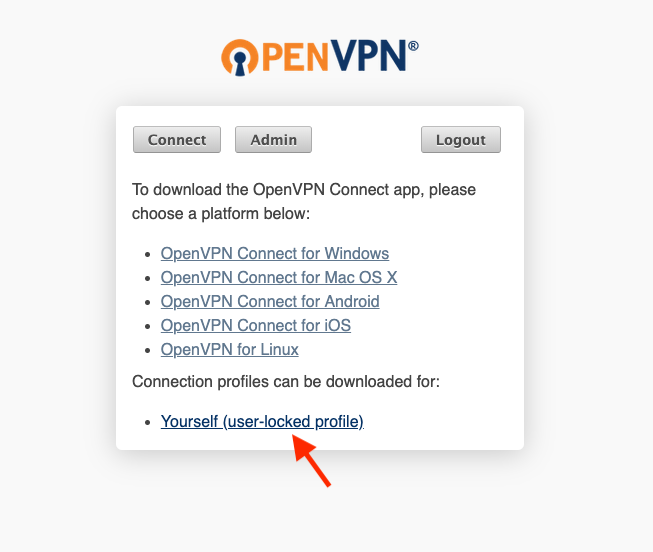 OPENVPN®
Connect Admin Logout
To download the OpenVPN Connect app, please
choose a platform below:
OpenVPN Connect for Windows
OpenVPN Connect for Mac OS X
OpenVPN Connect for Android
OpenVPN Connect for iOS
OpenVPN for Linux
Connection profiles can be downloaded for:
Yourself (user-locked profile)